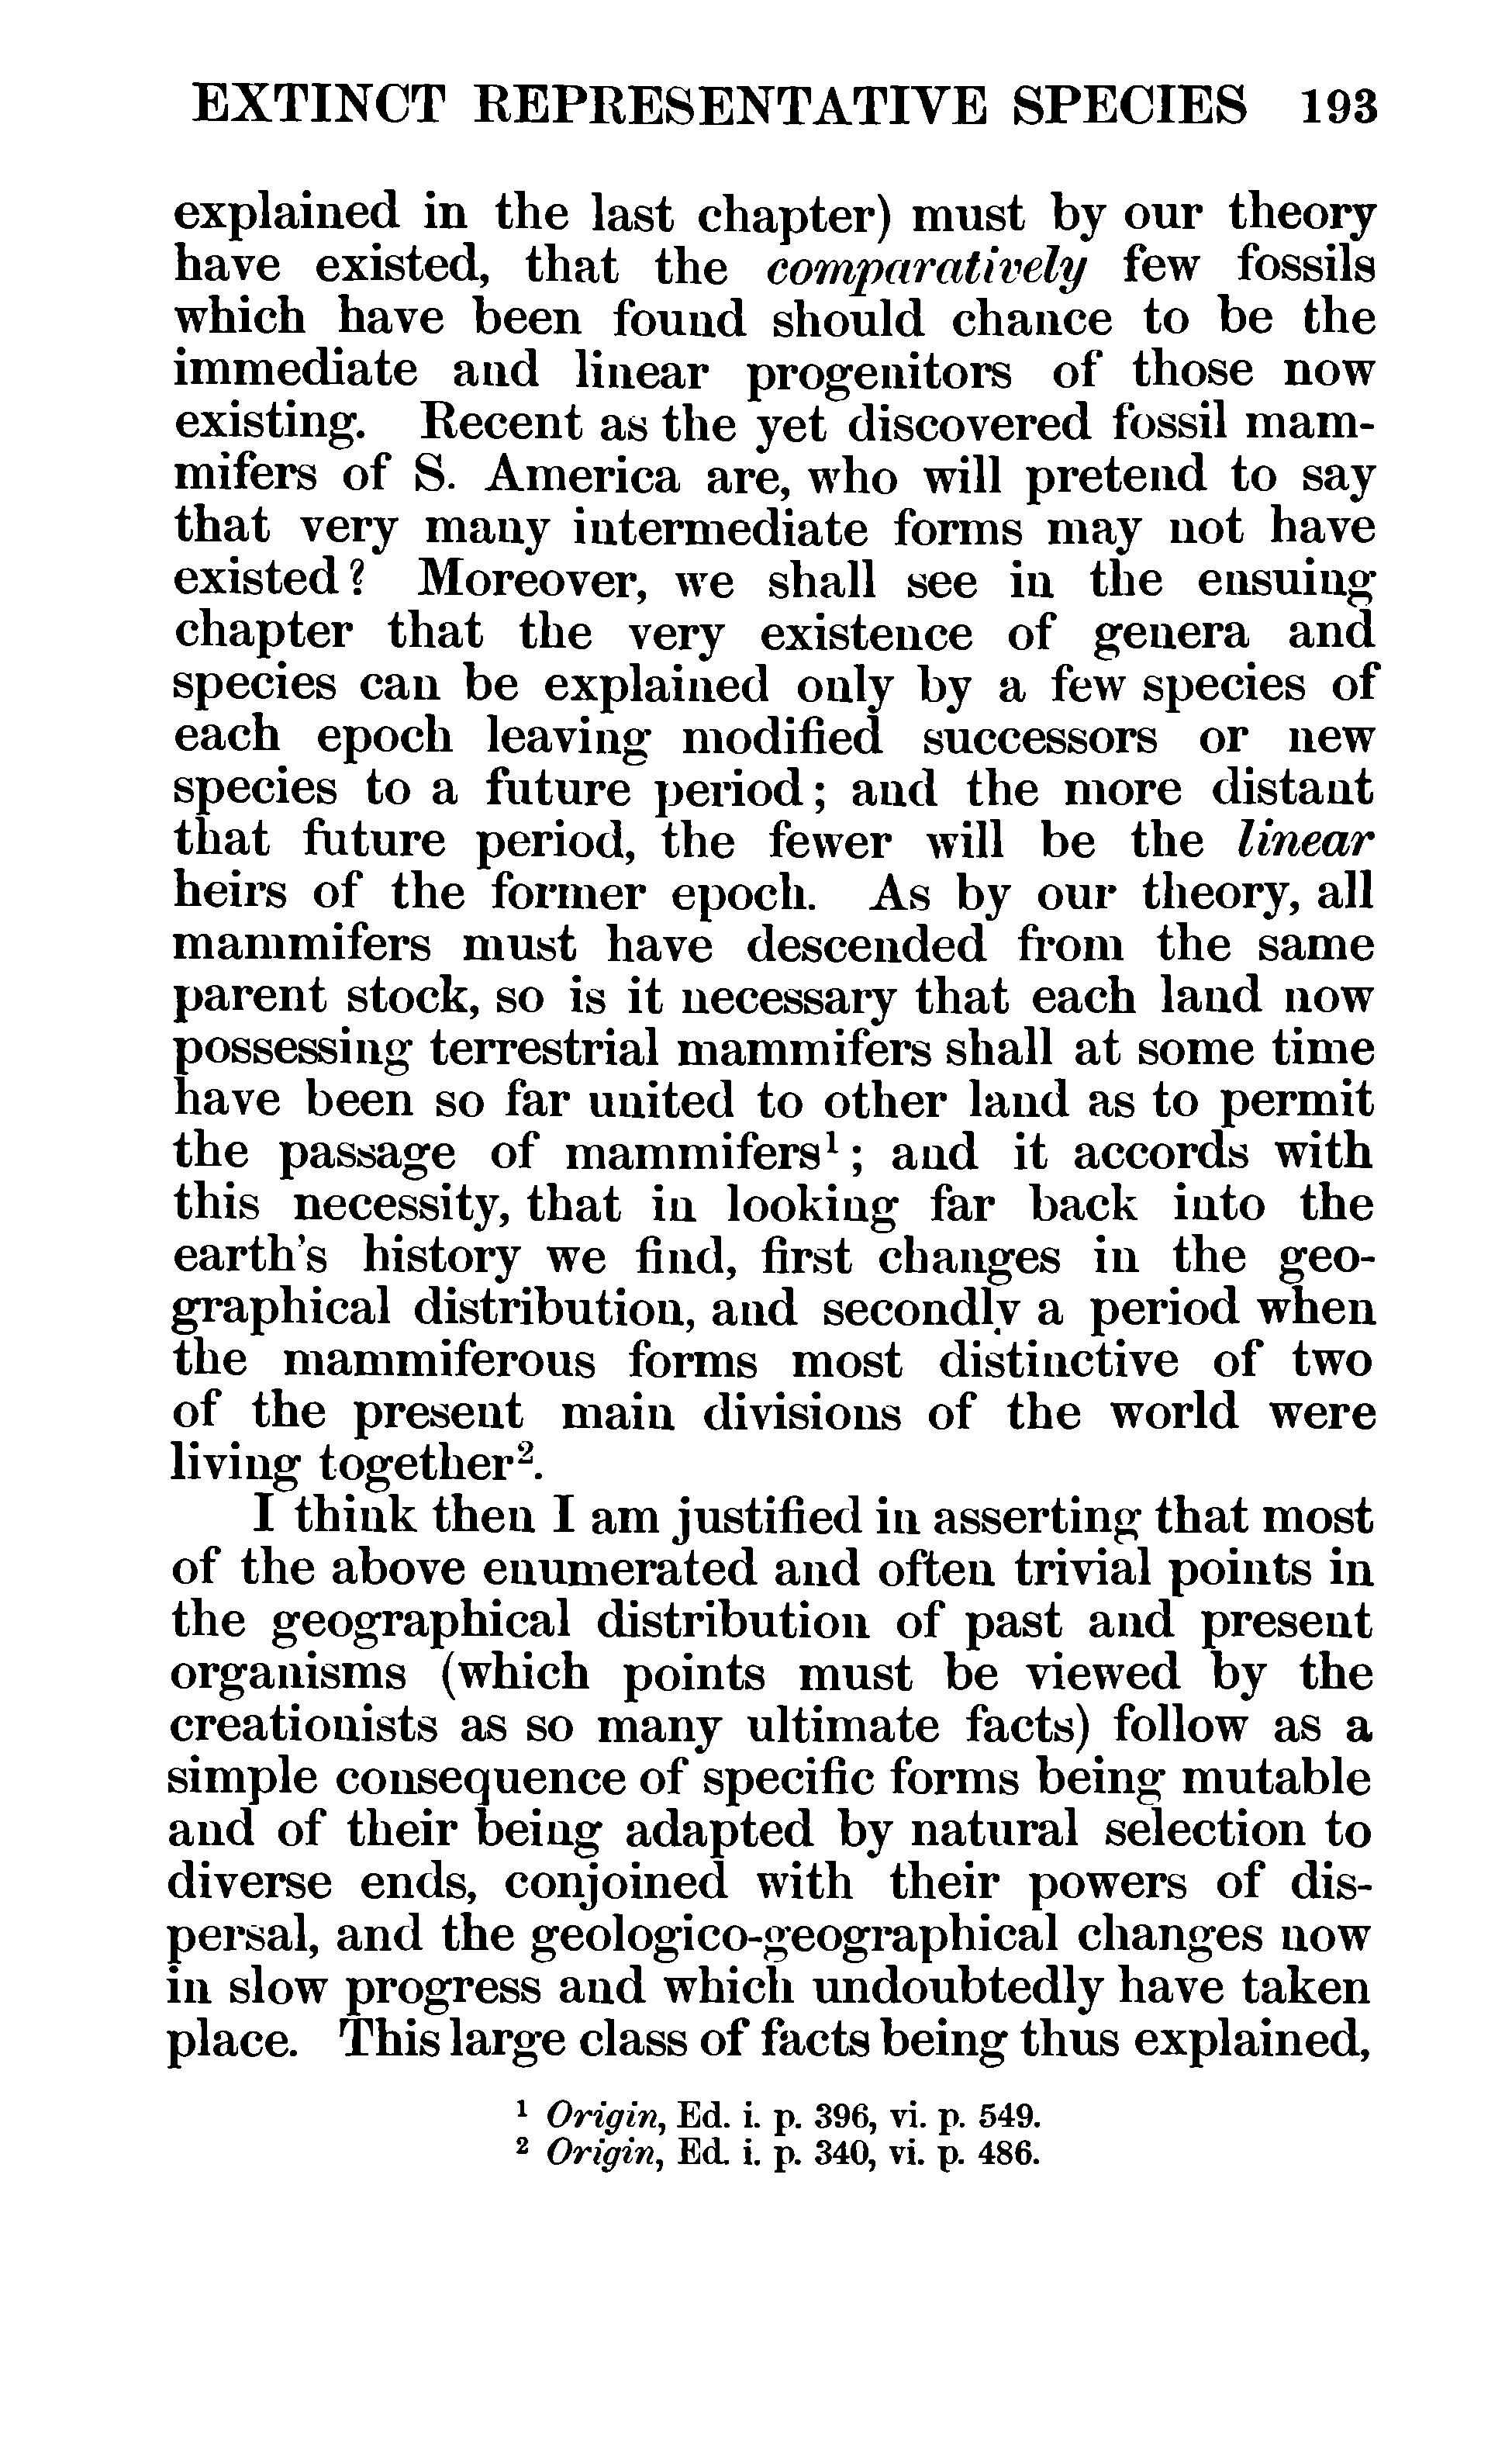 EXTINCT REPRESENTATIVE SPECIES 193
explained in the last chapter) must by our theory
have existed, that the comparatively few fossils
which have been found should chance to be the
immediate and linear progenitors of those now
existing. Recent as the yet discovered fossil mam-
mifers of S. America are, who will pretend to say
that very many intermediate forms may not have
existed? Moreover, we shall see in the ensuing
chapter that the very existence of genera and
species can be explained only by a few species of
each epoch leaving modified successors or new
species to a future period; and the more distant
that future period, the fewer will be the linear
heirs of the former epoch. As by our theory, all
mammifers must have descended from the same
parent stock, so is it necessary that each land now
possessing terrestrial mammifers shall at some time
have been so far united to other land as to permit
the passage of mammifers¹; and it accords with
this necessity, that in looking far back into the
earth's history we find, first changes in the geo-
graphical distribution, and secondly a period when
the mammiferous forms most distinctive of two
of the present main divisions of the world were
living together².
I think then I am justified in asserting that most
of the above enumerated and often trivial points in
the geographical distribution of past and present
organisms (which points must be viewed by the
creationists as so many ultimate facts) follow as a
simple consequence of specific forms being mutable
and of their being adapted by natural selection to
diverse ends, conjoined with their powers of dis-
persal, and the geologico-geographical changes now
in slow progress and which undoubtedly have taken
place. This large class of facts being thus explained,
¹ Origin, Ed. i. p. 396, vi. p. 549.
² Origin, Ed. i. p. 340, vi. p. 486.